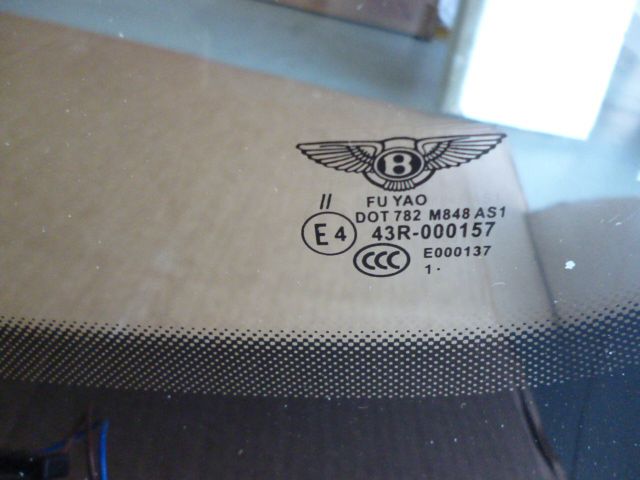 B
II
FU YAO
DOT 782 M848 AS1
E4 43R-000157
CCC E000137
1.